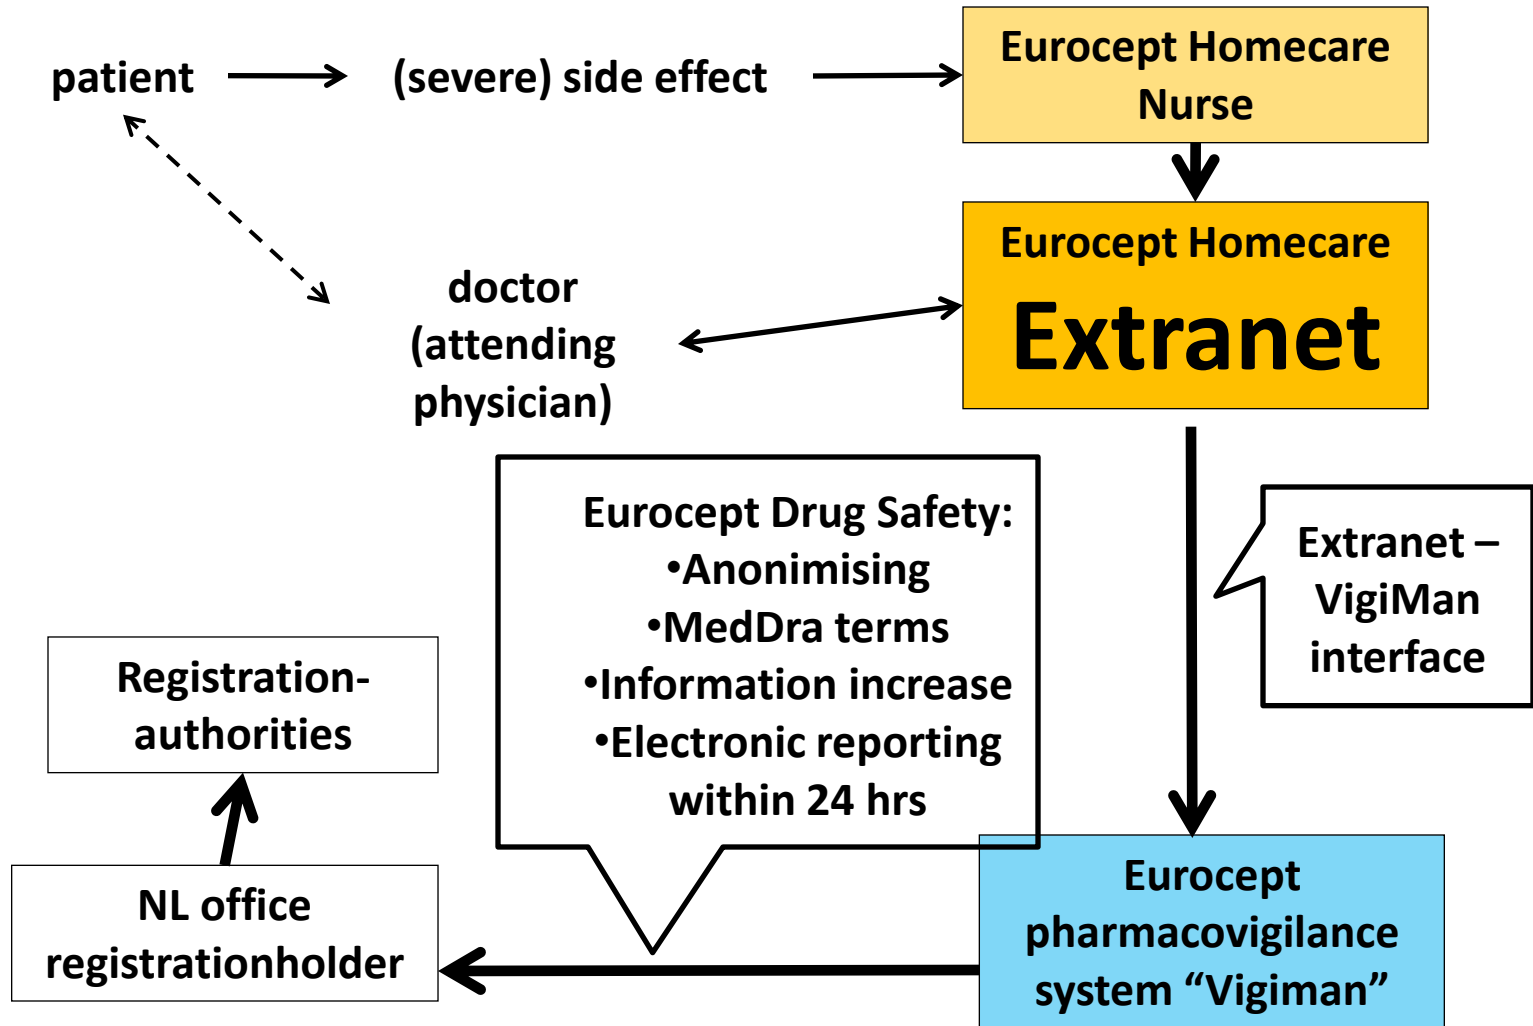 patient
(severe) side effect
Eurocept Homecare
Nurse
Eurocept Homecare
Extranet
doctor
(attending
physician)
Eurocept Drug Safety:
•Anonimising
•MedDra terms
•Information increase
•Electronic reporting
within 24 hrs
Extranet –
VigiMan
interface
Registration-
authorities
NL office
registrationholder
Eurocept
pharmacovigilance
system “Vigiman”